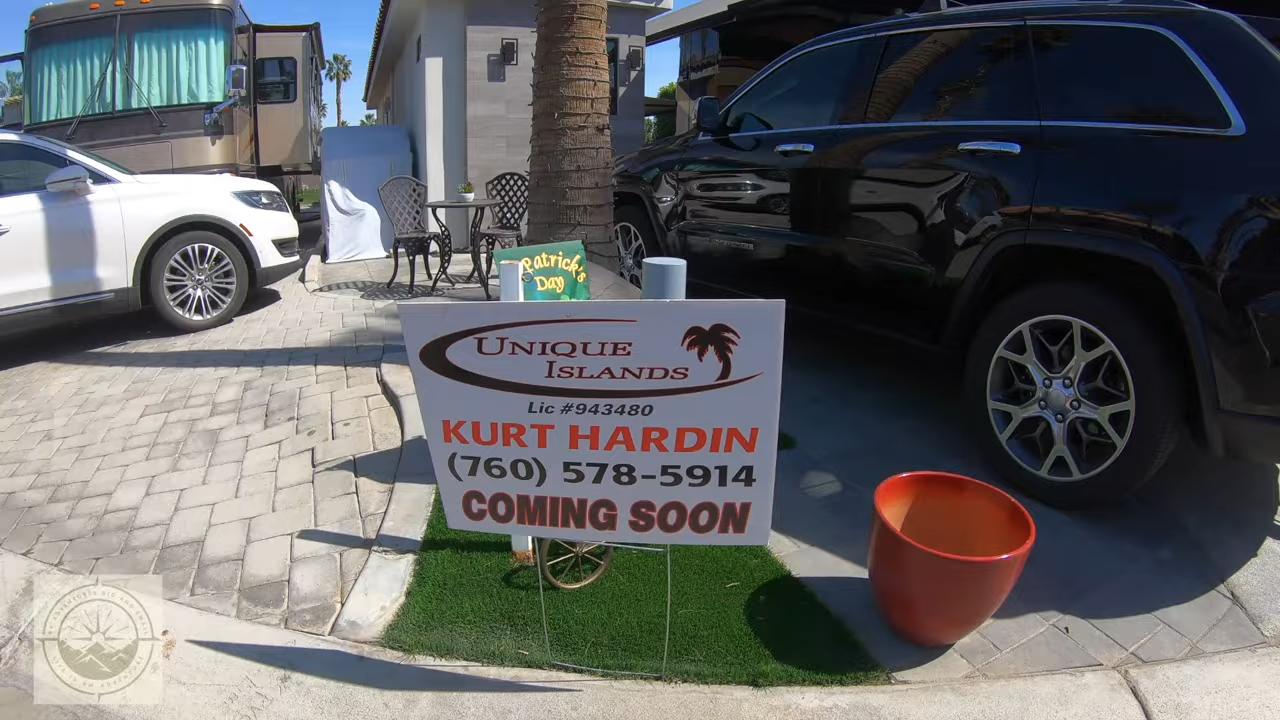 Patrick's
Day
UNIQUE
ISLANDS
Lic #943480
KURT HARDIN
(760) 578-5914
COMING SOON